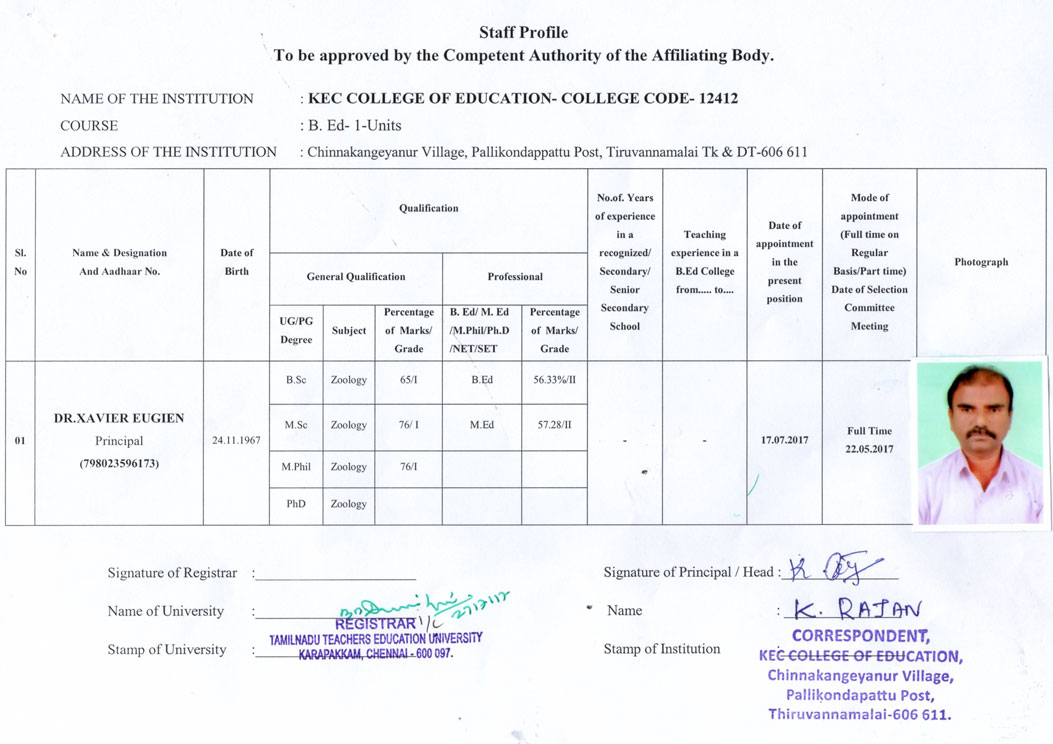 Staff Profile
To be approved by the Competent Authority of the Affiliating Body.
NAME OF THE INSTITUTION : KEC COLLEGE OF EDUCATION- COLLEGE CODE- 12412
COURSE : B. Ed- 1-Units
ADDRESS OF THE INSTITUTION : Chinnakangeyanur Village, Pallikondappattu Post, Tiruvannamalai Tk & DT-606 611
Sl. No
Name & Designation And Aadhaar No.
Date of Birth
Qualification
General Qualification
Professional
UG/PG Degree
Subject
Percentage of Marks/ Grade
B. Ed/ M. Ed /M.Phil/Ph.D /NET/SET
Percentage of Marks/ Grade
No.of. Years of experience in a recognized/ Secondary/ Senior Secondary School
Teaching experience in a B.Ed College from..... to....
Date of appointment in the present position
Mode of appointment (Full time on Regular Basis/Part time) Date of Selection Committee Meeting
Photograph
01
DR.XAVIER EUGIEN
Principal
(798023596173)
24.11.1967
B.Sc Zoology 65/I B.Ed 56.33%/II
M.Sc Zoology 76/ I M.Ed 57.28/II
M.Phil Zoology 76/I
PhD Zoology
-
-
17.07.2017
Full Time
22.05.2017
Signature of Registrar :
Name of University :
REGISTRAR I/C
TAMILNADU TEACHERS EDUCATION UNIVERSITY
Stamp of University :
KARAPAKKAM, CHENNAI - 600 097.
Signature of Principal / Head : K
Name : K. RAJAN
Stamp of Institution
CORRESPONDENT,
KEC COLLEGE OF EDUCATION,
Chinnakangeyanur Village,
Pallikondapattu Post,
Thiruvannamalai-606 611.